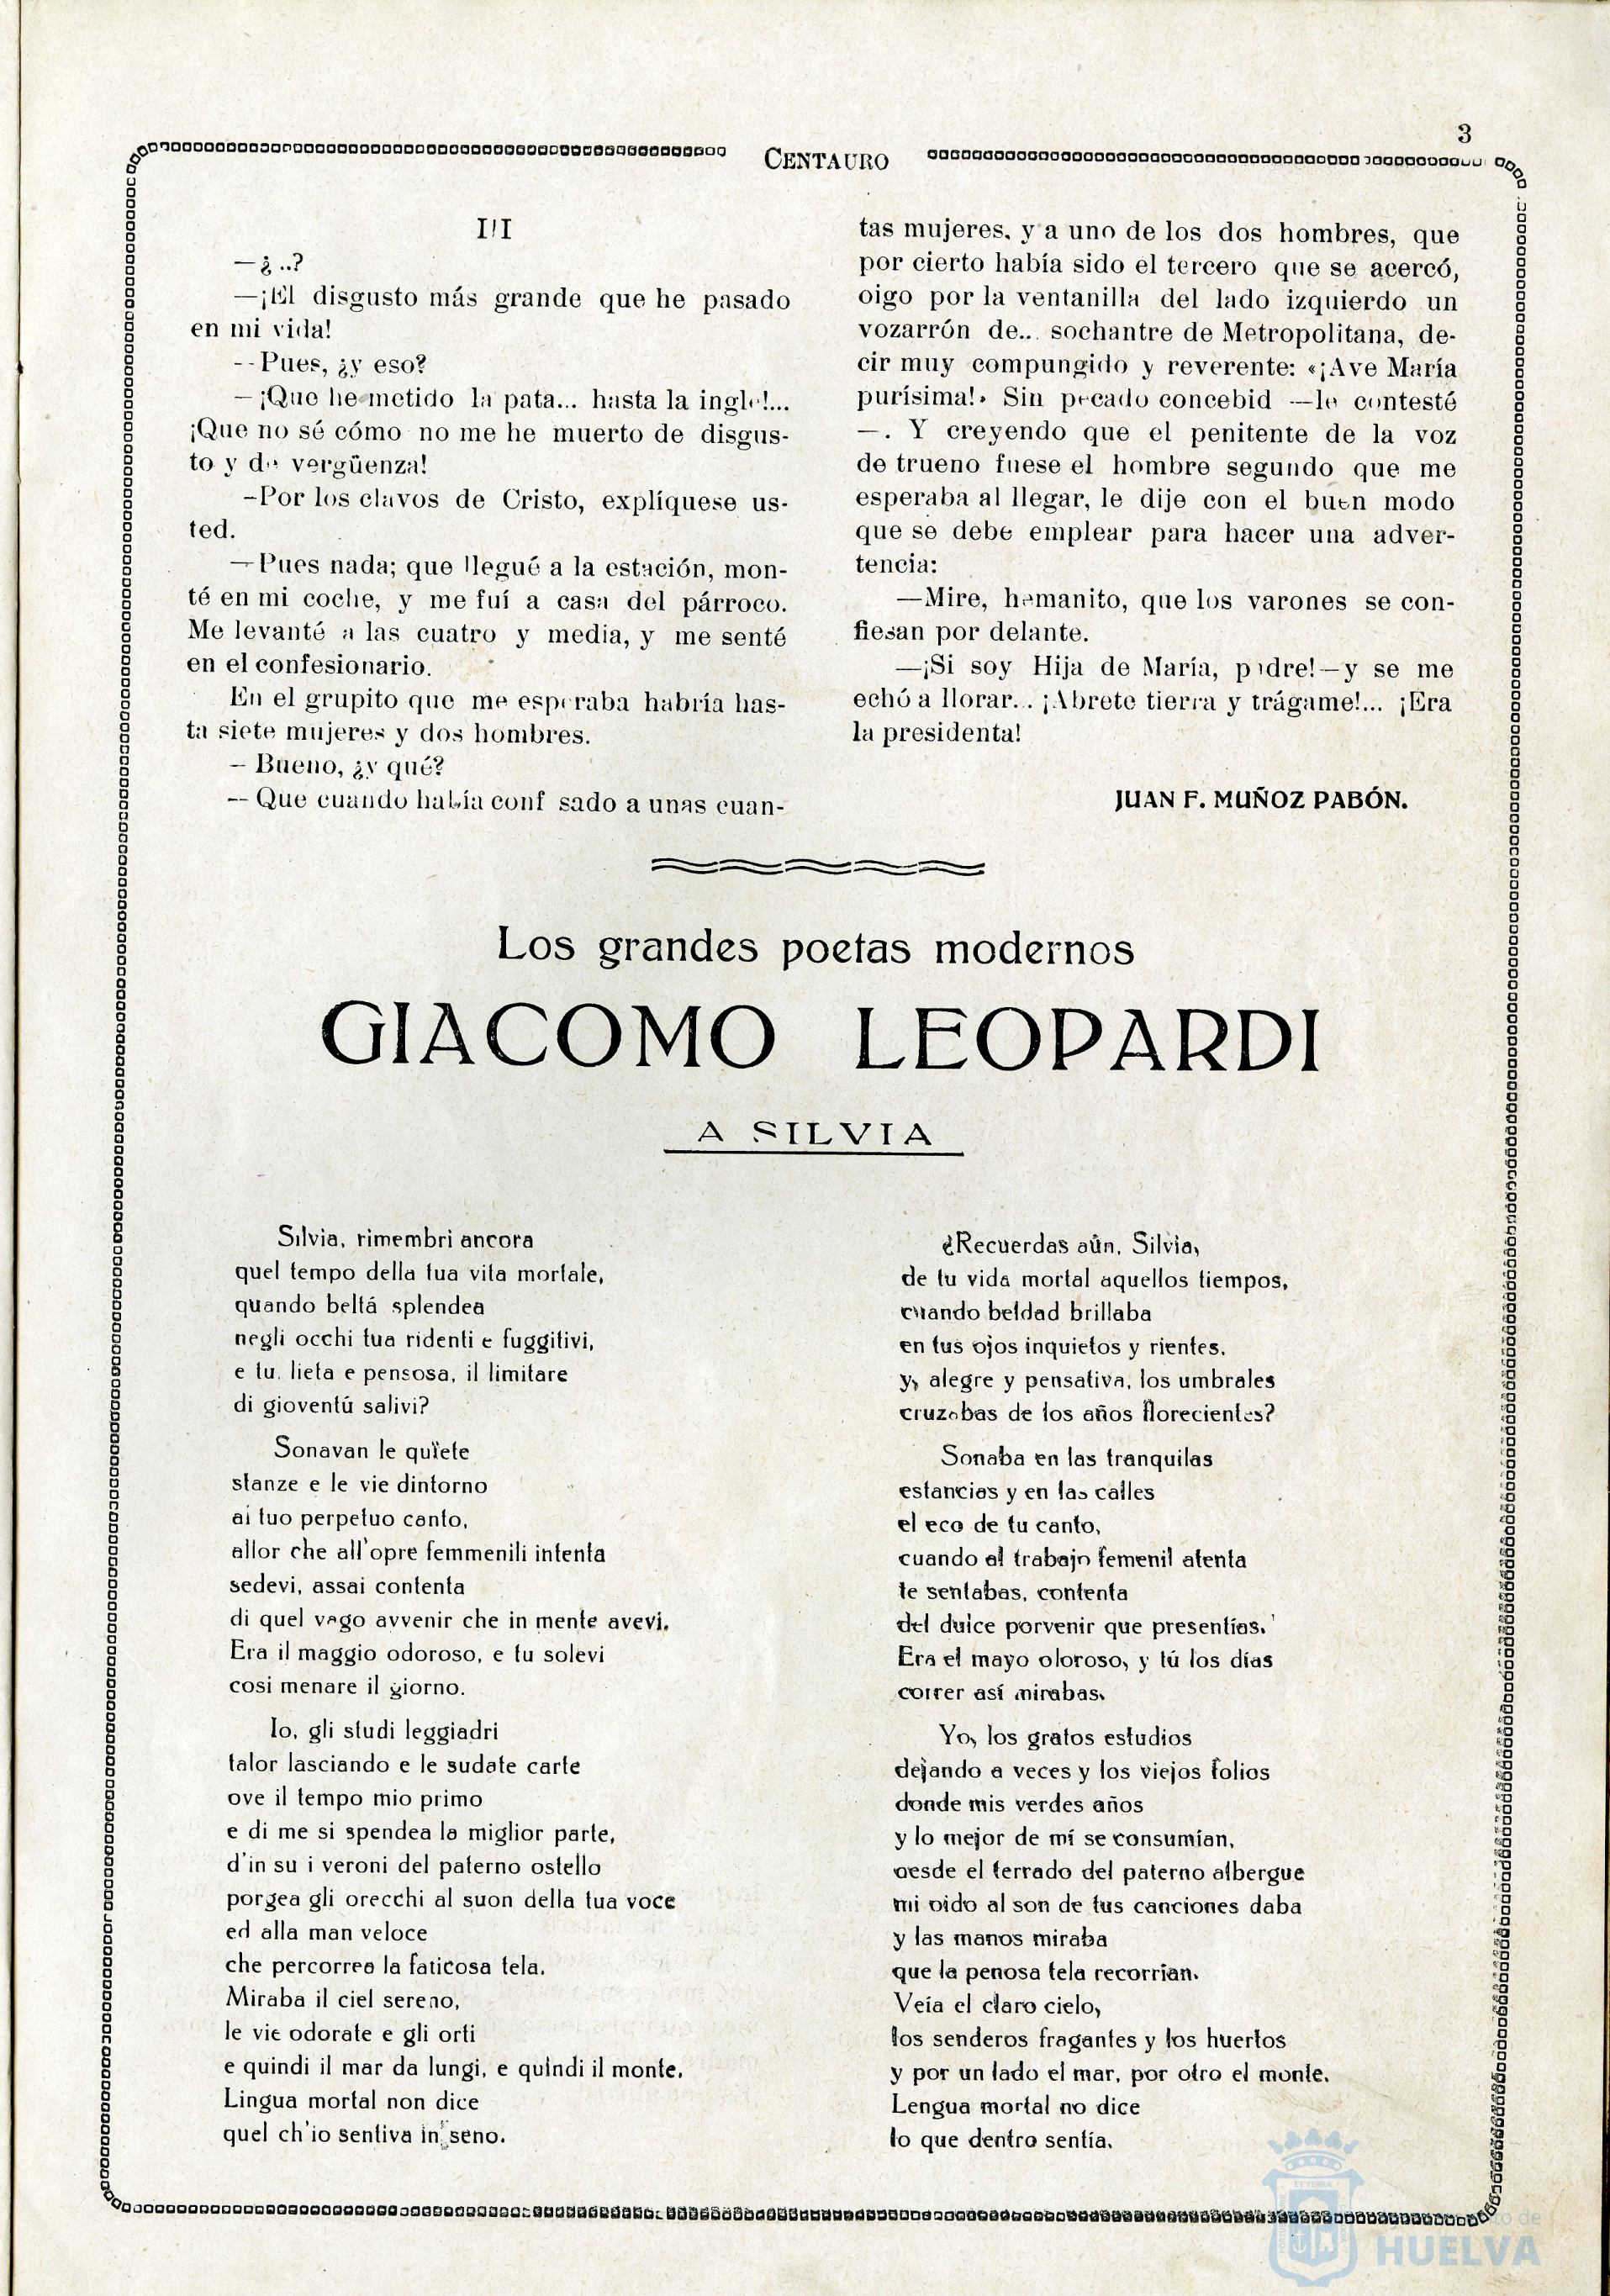 3
CENTAURO
III
—¿..?
—¡El disgusto más grande que he pasado
en mi vida!
--Pues, ¿y eso?
—¡Que he metido la pata... hasta la ingle!...
¡Que no sé cómo no me he muerto de disgus-
to y de vergüenza!
-Por los clavos de Cristo, explíquese us-
ted.
—Pues nada; que llegué a la estación, mon-
té en mi coche, y me fuí a casa del párroco.
Me levanté a las cuatro y media, y me senté
en el confesionario.
En el grupito que me esperaba habría has-
ta siete mujeres y dos hombres.
— Bueno, ¿y qué?
-- Que cuando había conf sado a unas cuan-
tas mujeres, y a uno de los dos hombres, que
por cierto había sido el tercero que se acercó,
oigo por la ventanilla del lado izquierdo un
vozarrón de... sochantre de Metropolitana, de-
cir muy compungido y reverente: «¡Ave María
purísima!» Sin pecado concebid —le contesté
—. Y creyendo que el penitente de la voz
de trueno fuese el hombre segundo que me
esperaba al llegar, le dije con el buen modo
que se debe emplear para hacer una adver-
tencia:
—Mire, hemanito, que los varones se con-
fiesan por delante.
—¡Si soy Hija de María, padre!—y se me
echó a llorar... ¡Abrete tierra y trágame!... ¡Era
la presidenta!
JUAN F. MUÑOZ PABÓN.
Los grandes poetas modernos
GIACOMO LEOPARDI
A SILVIA
Silvia, rimembri ancora
quel tempo della tua vita mortale,
quando beltá splendea
negli occhi tua ridenti e fuggitivi,
e tu, lieta e pensosa, il limitare
di gioventú salivi?
Sonavan le quïete
stanze e le vie dintorno
ai tuo perpetuo canto,
allor che all'opre femmenili intenta
sedevi, assai contenta
di quel vago avvenir che in mente avevi.
Era il maggio odoroso, e tu solevi
cosi menare il giorno.
Io, gli studi leggiadri
talor lasciando e le sudate carte
ove il tempo mio primo
e di me si spendea la miglior parte,
d'in su i veroni del paterno ostello
porgea gli orecchi al suon della tua voce
ed alla man veloce
che percorrea la faticosa tela.
Miraba il ciel sereno,
le vie odorate e gli orti
e quindi il mar da lungi, e quindi il monte.
Lingua mortal non dice
quel ch'io sentiva in seno.
¿Recuerdas aún, Silvia,
de tu vida mortal aquellos tiempos,
cuando beldad brillaba
en tus ojos inquietos y rientes,
y, alegre y pensativa, los umbrales
cruzabas de los años florecientes?
Sonaba en las tranquilas
estancias y en las calles
el eco de tu canto,
cuando al trabajo femenil atenta
te sentabas, contenta
del dulce porvenir que presentías.
Era el mayo oloroso, y tú los días
correr así mirabas.
Yo, los gratos estudios
dejando a veces y los viejos folios
donde mis verdes años
y lo mejor de mí se consumían,
desde el terrado del paterno albergue
mi oido al son de tus canciones daba
y las manos miraba
que la penosa tela recorrían.
Veía el claro cielo,
los senderos fragantes y los huertos
y por un lado el mar, por otro el monte.
Lengua mortal no dice
lo que dentro sentía.
HUELVA